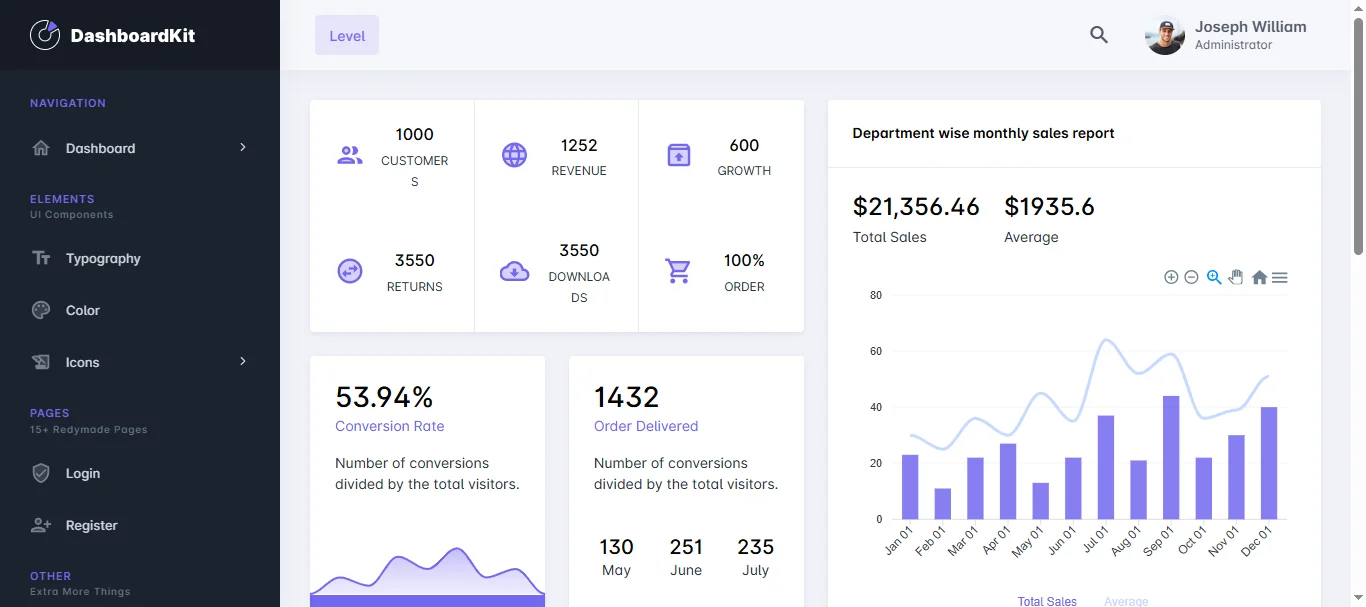 DashboardKit
NAVIGATION
Dashboard
ELEMENTS
UI Components
Typography
Color
Icons
PAGES
15+ Redymade Pages
Login
Register
OTHER
Extra More Things
Level
Joseph William
Administrator
1000
CUSTOMER
S
1252
REVENUE
600
GROWTH
3550
RETURNS
3550
DOWNLOA
DS
100%
ORDER
53.94%
Conversion Rate
Number of conversions
divided by the total visitors.
1432
Order Delivered
Number of conversions
divided by the total visitors.
130 251 235
May June July
Department wise monthly sales report
$21,356.46 $1935.6
Total Sales Average
80
60
40
20
0
Jan 01 Feb 01 Mar 01 Apr 01 May 01 Jun 01 Jul 01 Aug 01 Sep 01 Oct 01 Nov 01 Dec 01
Total Sales Average